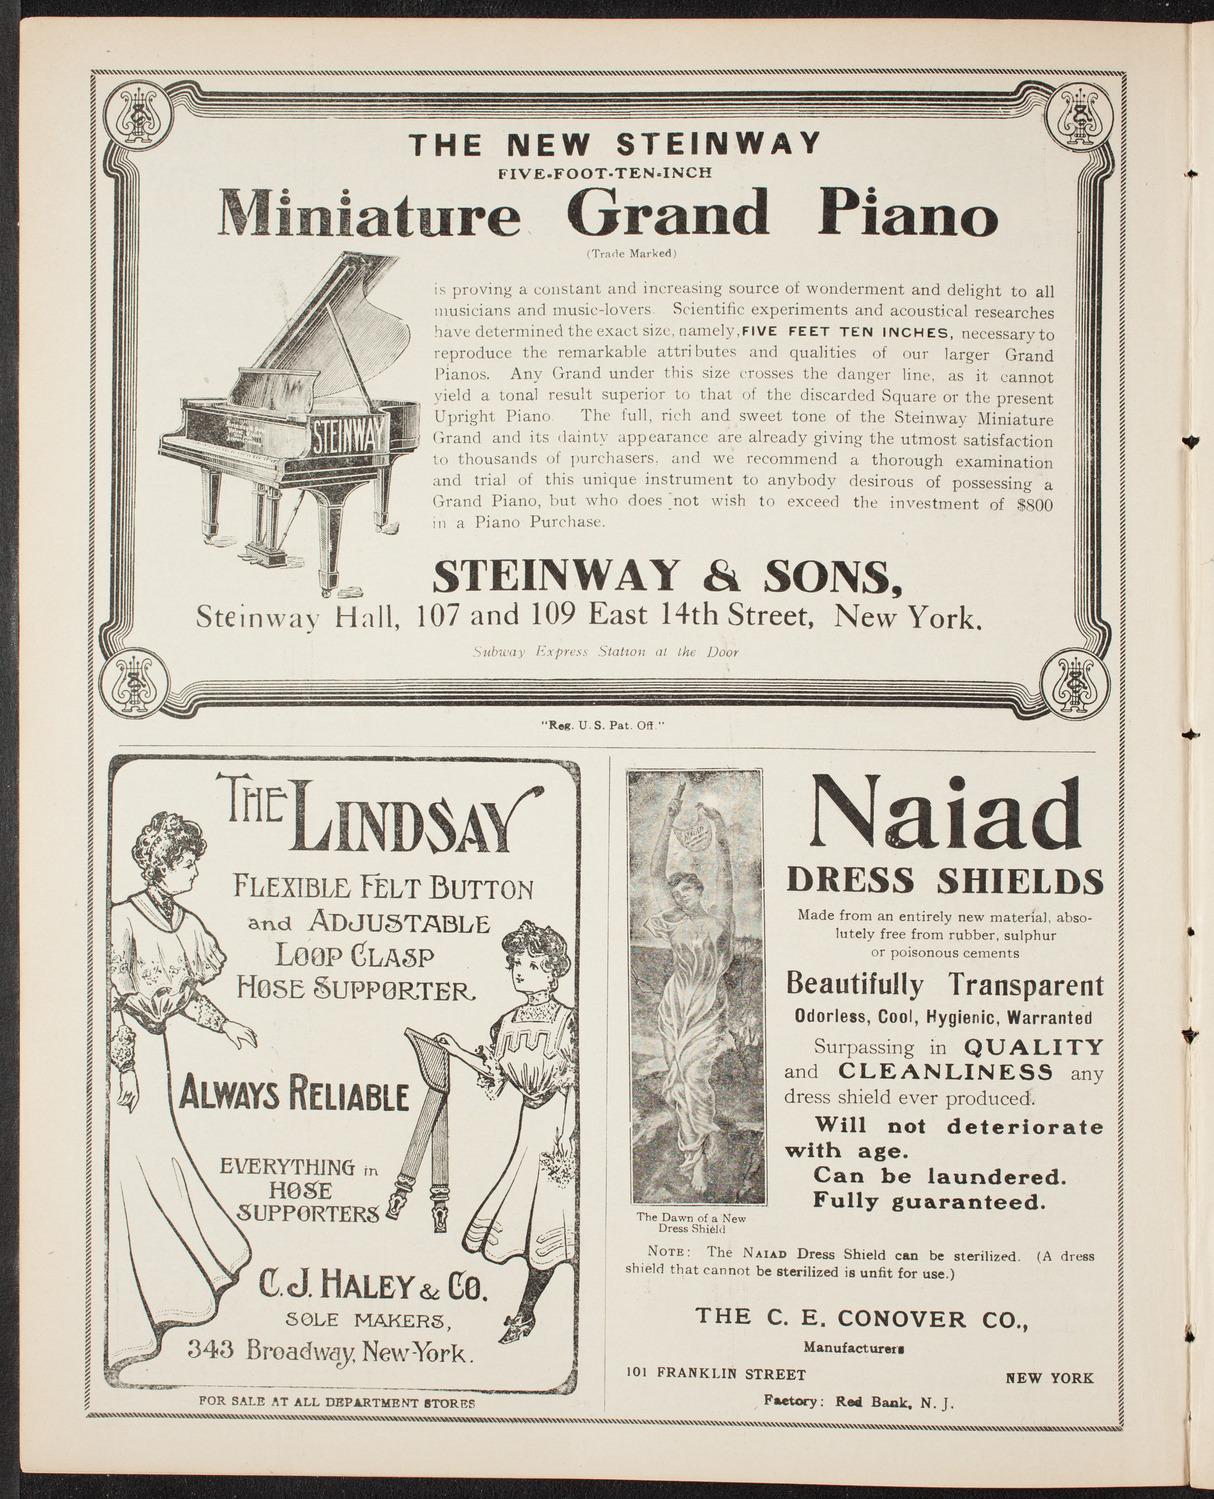 THE NEW STEINWAY
FIVE-FOOT-TEN-INCH
Miniature Grand Piano
(Trade Marked)
is proving a constant and increasing source of wonderment and delight to all
musicians and music-lovers. Scientific experiments and acoustical researches
have determined the exact size, namely, FIVE FEET TEN INCHES, necessary to
reproduce the remarkable attributes and qualities of our larger Grand
Pianos. Any Grand under this size crosses the danger line, as it cannot
yield a tonal result superior to that of the discarded Square or the present
Upright Piano. The full, rich and sweet tone of the Steinway Miniature
Grand and its dainty appearance are already giving the utmost satisfaction
to thousands of purchasers, and we recommend a thorough examination
and trial of this unique instrument to anybody desirous of possessing a
Grand Piano, but who does not wish to exceed the investment of $800
in a Piano Purchase.
STEINWAY
STEINWAY & SONS,
Steinway Hall, 107 and 109 East 14th Street, New York.
Subway Express Station at the Door
"Reg. U. S. Pat. Off."
THE LINDSAY
FLEXIBLE FELT BUTTON
and ADJUSTABLE
LOOP CLASP
HOSE SUPPORTER.
ALWAYS RELIABLE
EVERYTHING in
HOSE
SUPPORTERS
C. J. HALEY & CO.
SOLE MAKERS,
343 Broadway, New-York.
FOR SALE AT ALL DEPARTMENT STORES
Naiad
DRESS SHIELDS
Made from an entirely new material, abso-
lutely free from rubber, sulphur
or poisonous cements
Beautifully Transparent
Odorless, Cool, Hygienic, Warranted
Surpassing in QUALITY
and CLEANLINESS any
dress shield ever produced.
Will not deteriorate
with age.
Can be laundered.
Fully guaranteed.
The Dawn of a New
Dress Shield
NOTE: The NAIAD Dress Shield can be sterilized. (A dress
shield that cannot be sterilized is unfit for use.)
THE C. E. CONOVER CO.,
Manufacturers
101 FRANKLIN STREET NEW YORK
Factory: Red Bank, N. J.